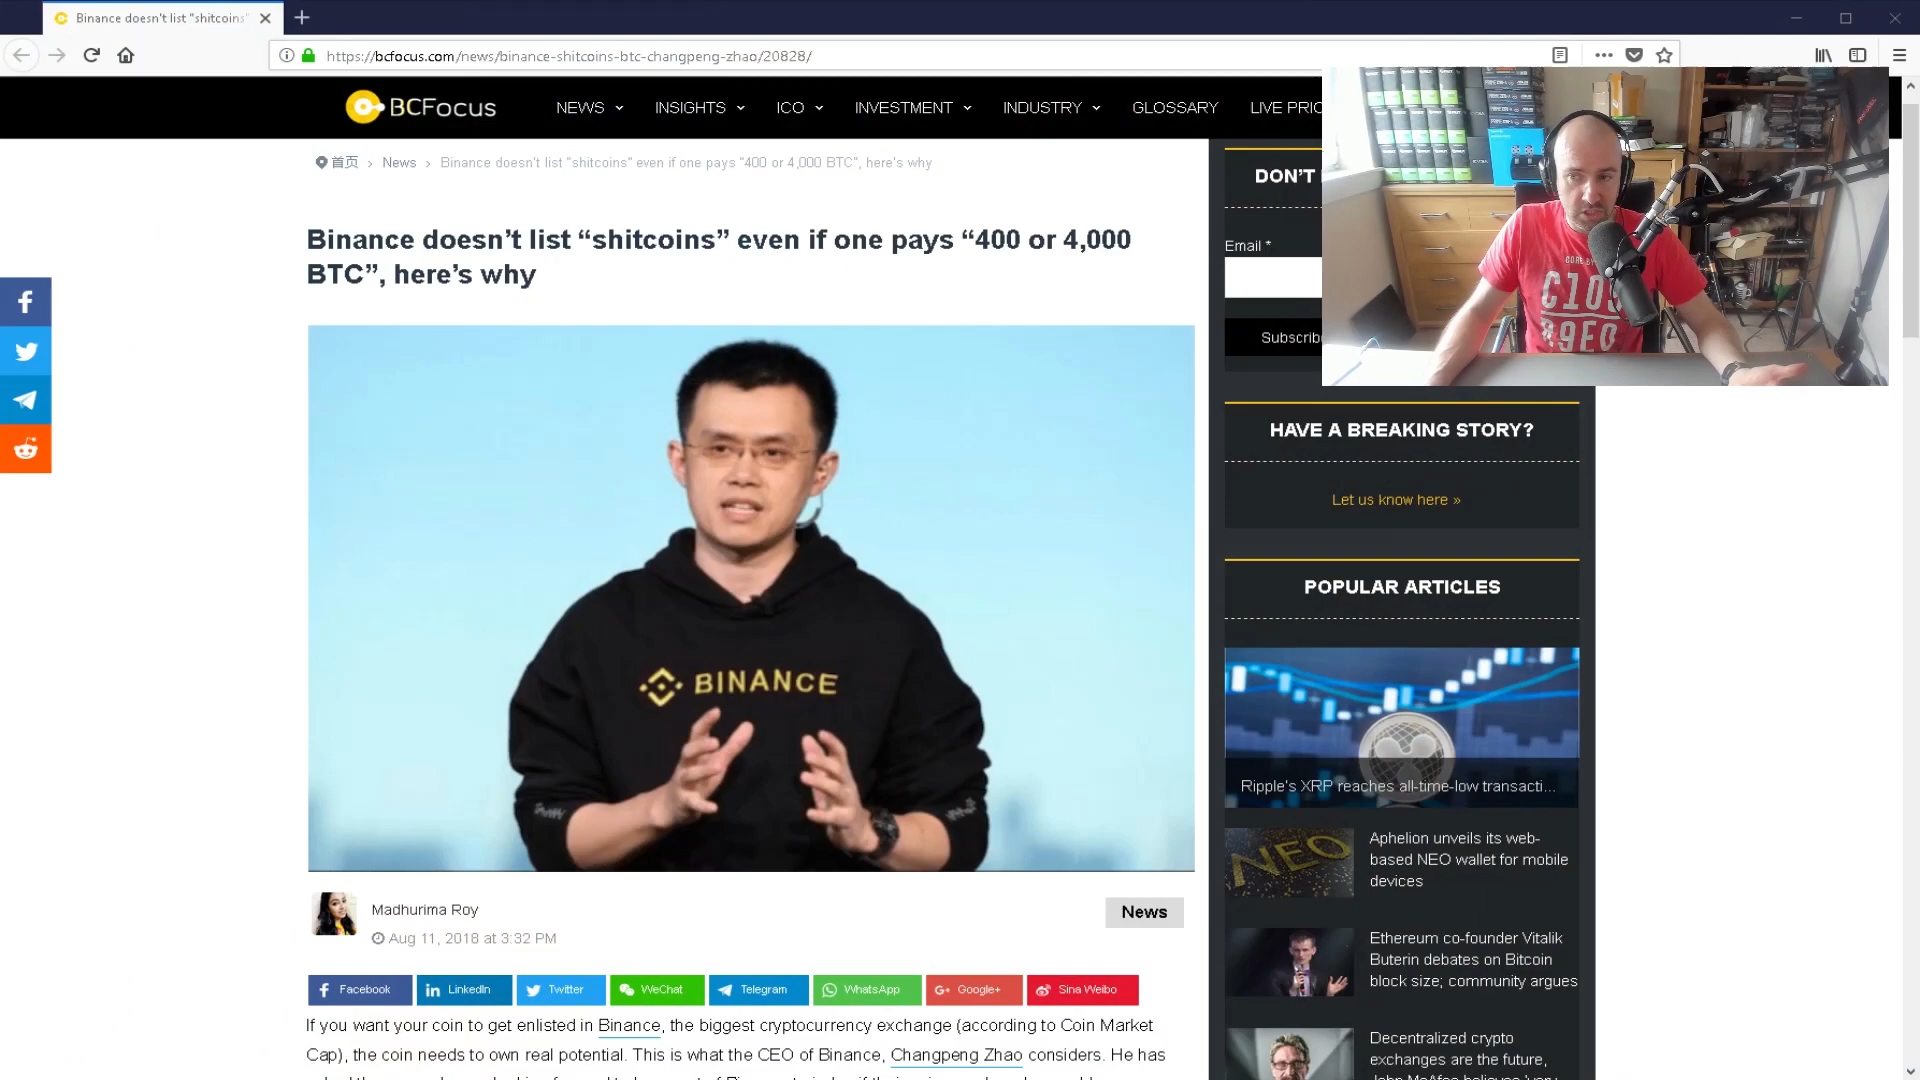 Binance doesn't list "shitcoins"
https://bcfocus.com/news/binance-shitcoins-btc-changpeng-zhao/20828/
BCFocus
NEWS
INSIGHTS
ICO
INVESTMENT
INDUSTRY
GLOSSARY
LIVE PRIC
首页 › News › Binance doesn't list "shitcoins" even if one pays "400 or 4,000 BTC", here's why
Binance doesn’t list “shitcoins” even if one pays “400 or 4,000
BTC”, here’s why
BINANCE
Madhurima Roy
Aug 11, 2018 at 3:32 PM
News
Facebook
LinkedIn
Twitter
WeChat
Telegram
WhatsApp
Google+
Sina Weibo
If you want your coin to get enlisted in Binance, the biggest cryptocurrency exchange (according to Coin Market
Cap), the coin needs to own real potential. This is what the CEO of Binance, Changpeng Zhao considers. He has
DON’T
Email *
Subscribe
HAVE A BREAKING STORY?
Let us know here »
POPULAR ARTICLES
Ripple's XRP reaches all-time-low transacti...
NEO
Aphelion unveils its web-
based NEO wallet for mobile
devices
Ethereum co-founder Vitalik
Buterin debates on Bitcoin
block size; community argues
Decentralized crypto
exchanges are the future,